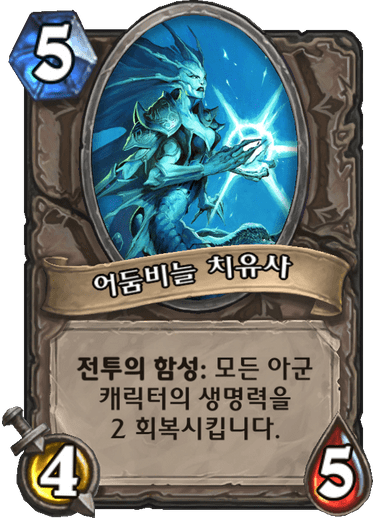 5
어둠비늘 치유사
전투의 함성: 모든 아군
캐릭터의 생명력을
2 회복시킵니다.
4
5